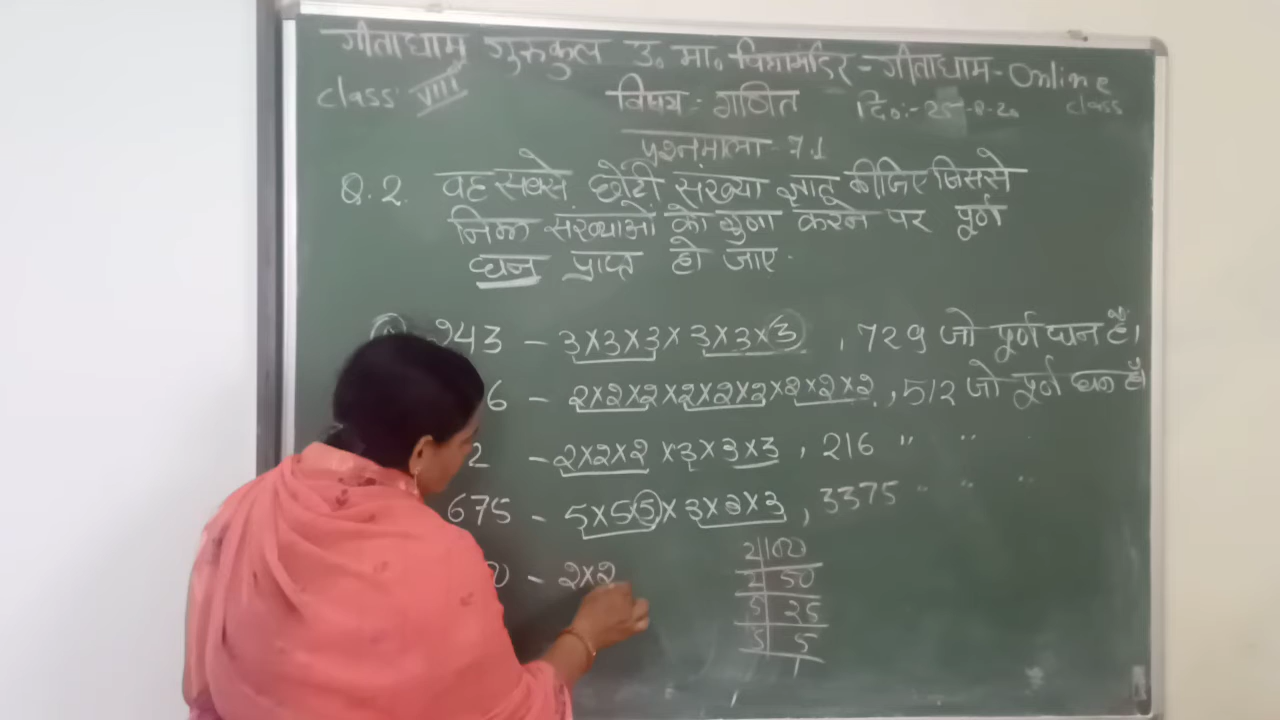 गीताधाम गुरुकुल उ. मा. विद्यामंदिर - गीताधाम - Online class
class VIII विषय - गणित दि०:- 25-8-20
प्रश्नमाला - 7.1
Q. 2. वह सबसे छोटी संख्या ज्ञात कीजिए जिससे
निम्न संख्याओं को गुणा करने पर पूर्ण
घन प्राप्त हो जाए.
243 - 3×3×3×3×3×3 , 729 जो पूर्ण घन है।
6 - 2×2×2×2×2×2×2×2×2 , 512 जो पूर्ण घन है।
2 - 2×2×2×3×3×3 , 216 " "
675 - 5×5×5×3×3×3 , 3375 " " "
0 - 2×2
2 100
2 50
5 25
5 5
1